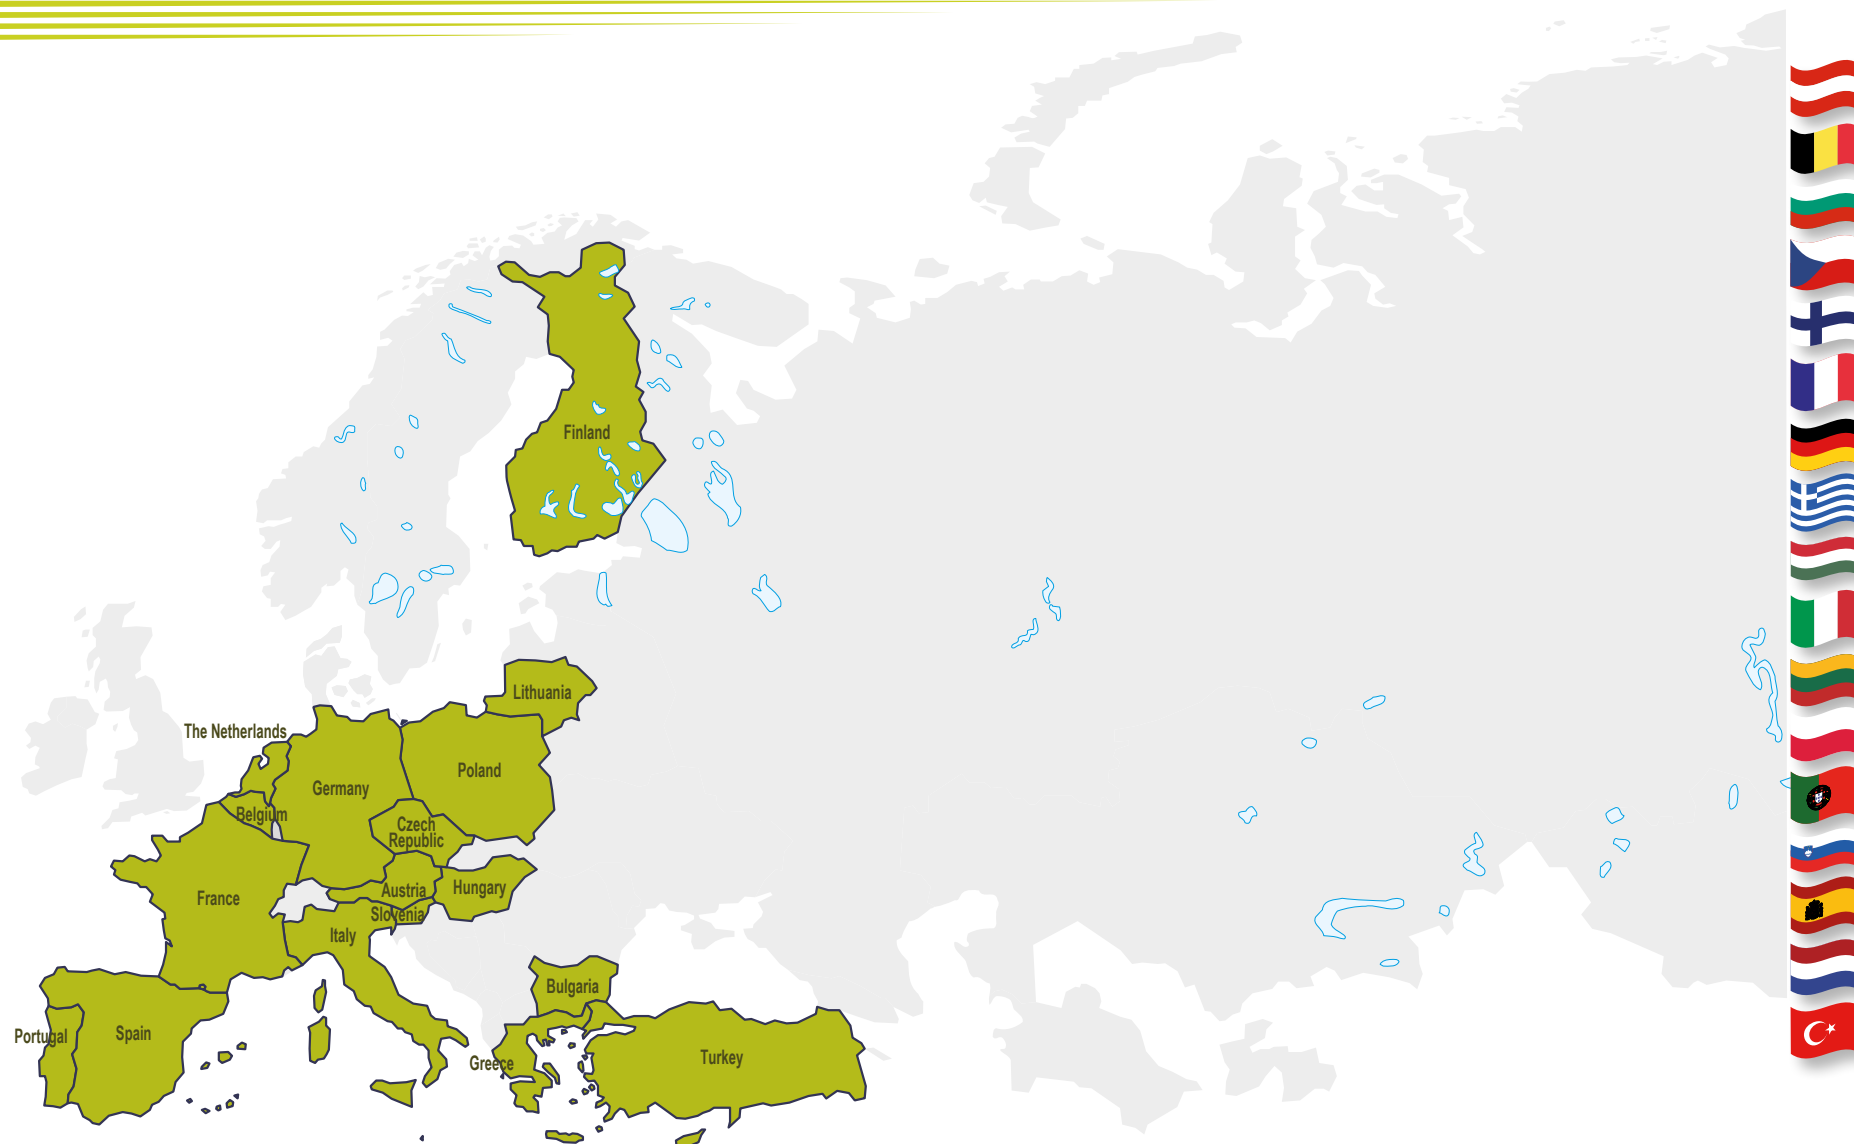 Finland
Lithuania
The Netherlands
Poland
Germany
Belgium
Czech
Republic
Austria
Hungary
France
Slovenia
Italy
Bulgaria
Portugal
Spain
Greece
Turkey